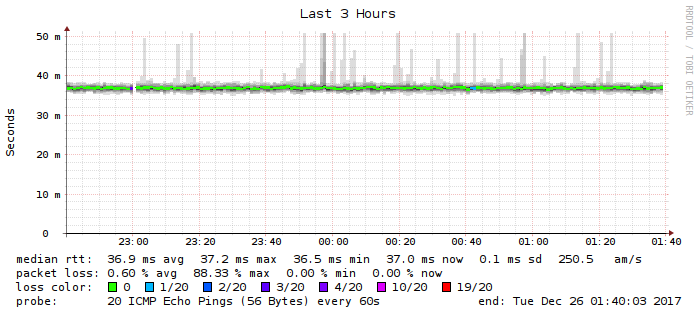 Last 3 Hours
RRDTOOL / TOBI OETIKER
Seconds
50 m
40 m
30 m
20 m
10 m
0
23:00 23:20 23:40 00:00 00:20 00:40 01:00 01:20 01:40
median rtt: 36.9 ms avg 37.2 ms max 36.5 ms min 37.0 ms now 0.1 ms sd 250.5 am/s
packet loss: 0.60 % avg 88.33 % max 0.00 % min 0.00 % now
loss color: 0 1/20 2/20 3/20 4/20 10/20 19/20
probe: 20 ICMP Echo Pings (56 Bytes) every 60s end: Tue Dec 26 01:40:03 2017